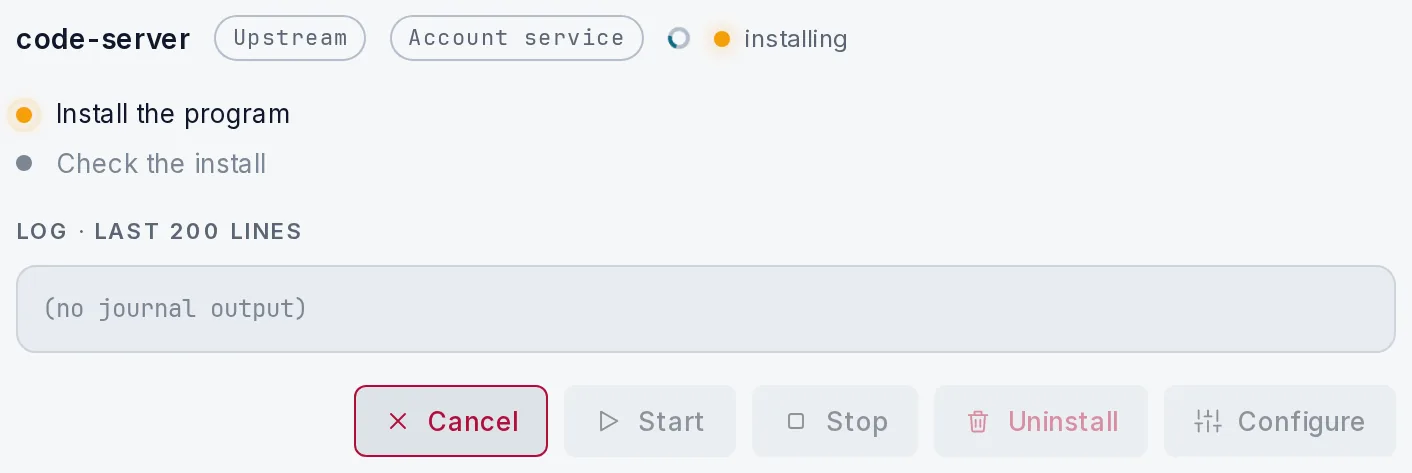 code-server Upstream Account service installing
Install the program
Check the install
LOG · LAST 200 LINES
(no journal output)
Cancel Start Stop Uninstall Configure